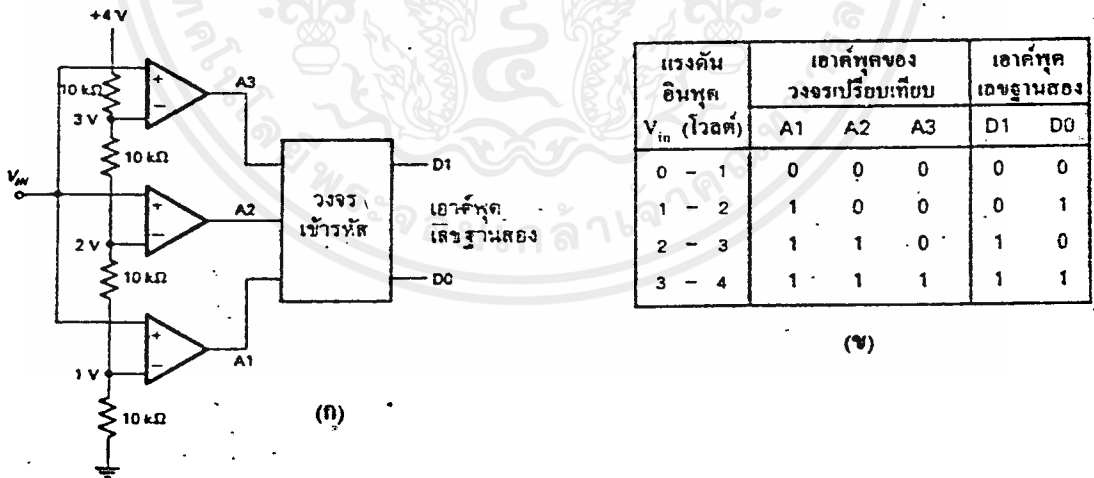 +4 V
10 kΩ
A3
3 V
10 kΩ
V_IN
A2
2 V
10 kΩ
A1
1 V
10 kΩ
วงจร
เข้ารหัส
D1
เอาต์พุต
เลขฐานสอง
D0
(ก)
แรงดัน อินพุต V_in (โวลต์) | เอาต์พุตของ วงจรเปรียบเทียบ | เอาต์พุต เลขฐานสอง
A1 A2 A3 D1 D0
0 - 1 0 0 0 0 0
1 - 2 1 0 0 0 1
2 - 3 1 1 0 1 0
3 - 4 1 1 1 1 1
(ข)